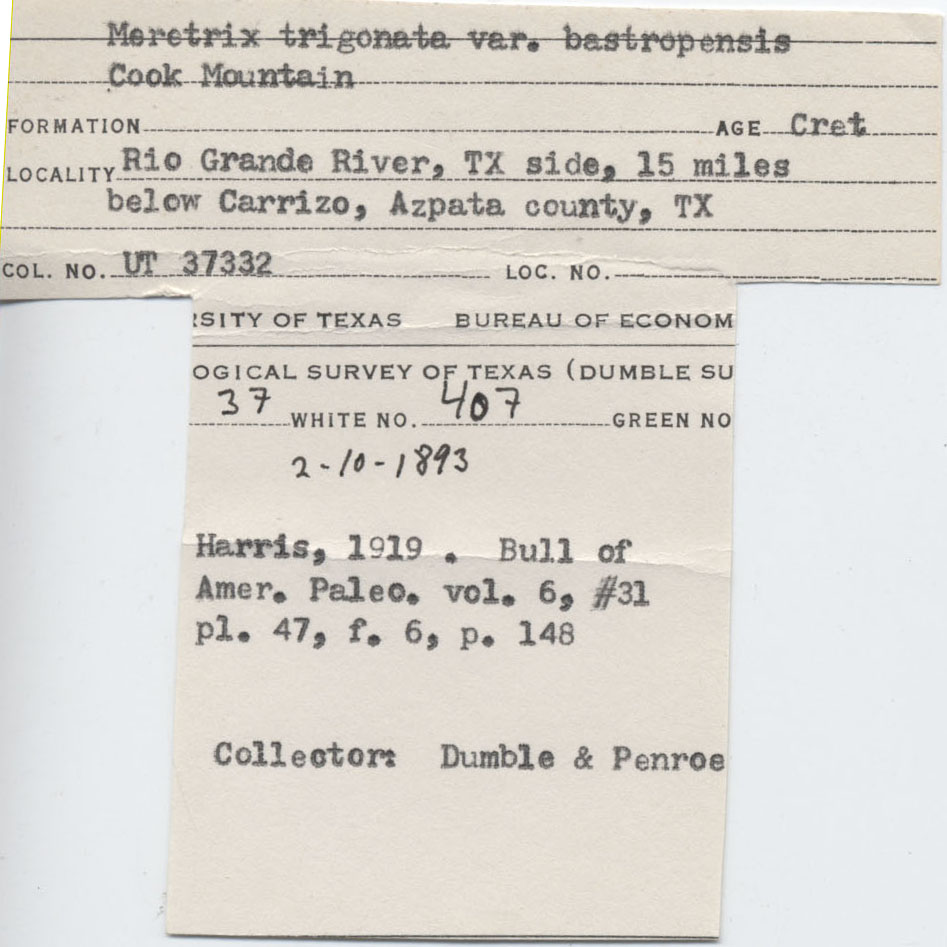 Meretrix trigonata var. bastropensis
Cook Mountain
FORMATION AGE Cret
LOCALITY Rio Grande River, TX side, 15 miles
below Carrizo, Azpata county, TX
COL. NO. UT 37332 LOC. NO.
RSITY OF TEXAS BUREAU OF ECONOM
OGICAL SURVEY OF TEXAS (DUMBLE SU
37 WHITE NO. 407 GREEN NO
2-10-1893
Harris, 1919 . Bull of
Amer. Paleo. vol. 6, #31
pl. 47, f. 6, p. 148
Collector: Dumble & Penroe